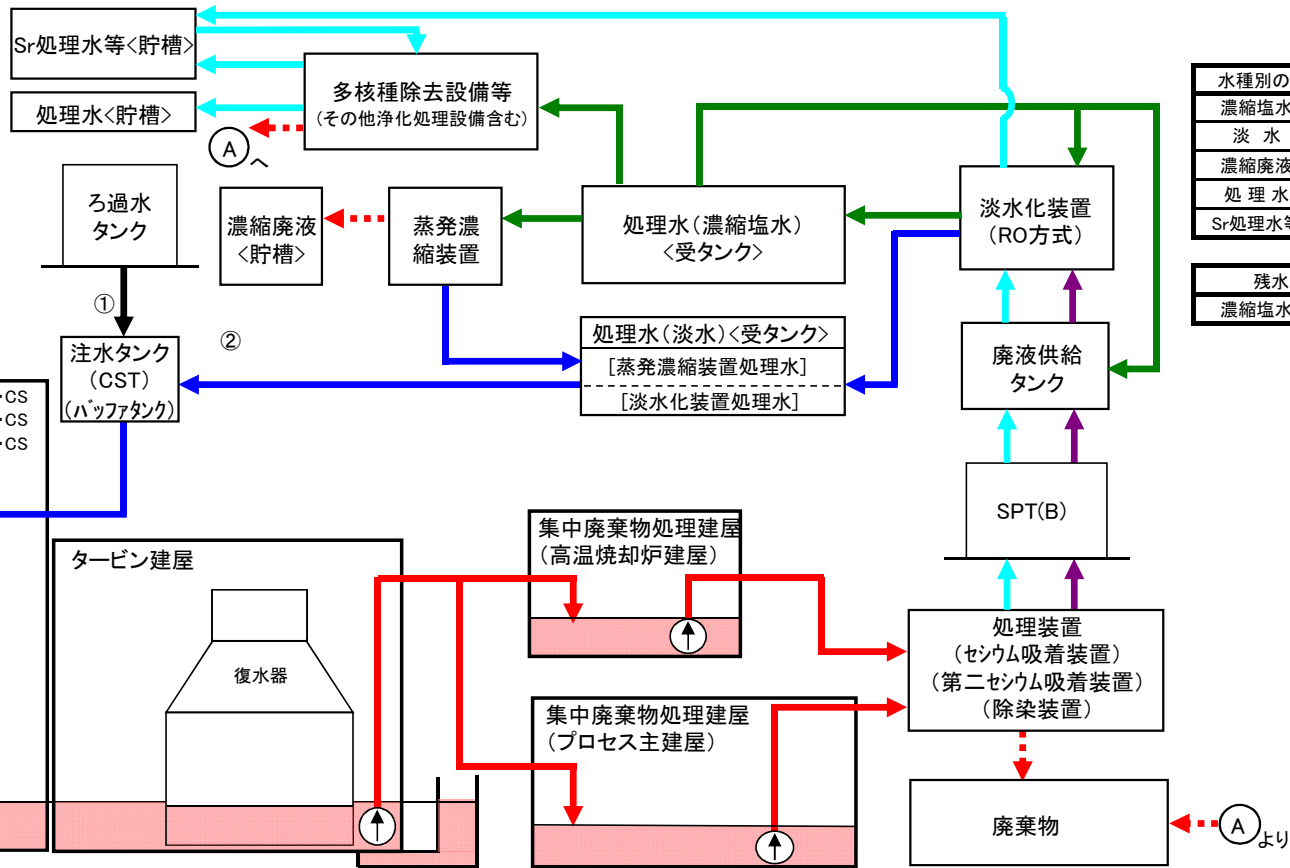 Sr処理水等<貯槽>
処理水<貯槽>
多核種除去設備等
(その他浄化処理設備含む)
A へ
ろ過水
タンク
濃縮廃液
<貯槽>
蒸発濃
縮装置
処理水(濃縮塩水)
<受タンク>
淡水化装置
(RO方式)
水種別の
濃縮塩水
淡 水
濃縮廃液
処 理 水
Sr処理水等
残水
濃縮塩水
①
②
注水タンク
(CST)
(バッファタンク)
処理水(淡水)<受タンク>
[蒸発濃縮装置処理水]
[淡水化装置処理水]
廃液供給
タンク
・CS
・CS
・CS
SPT(B)
タービン建屋
復水器
集中廃棄物処理建屋
(高温焼却炉建屋)
集中廃棄物処理建屋
(プロセス主建屋)
処理装置
(セシウム吸着装置)
(第二セシウム吸着装置)
(除染装置)
廃棄物
A より